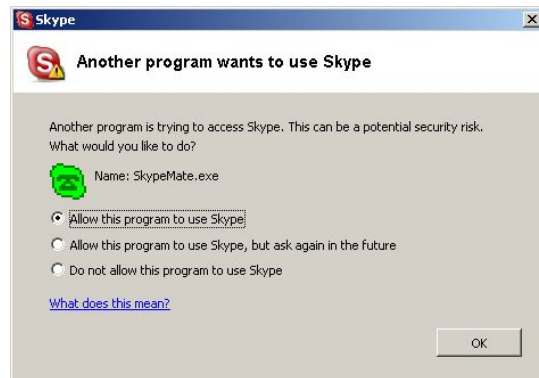 Skype
Another program wants to use Skype
Another program is trying to access Skype. This can be a potential security risk.
What would you like to do?
Name: SkypeMate.exe
Allow this program to use Skype
Allow this program to use Skype, but ask again in the future
Do not allow this program to use Skype
What does this mean?
OK